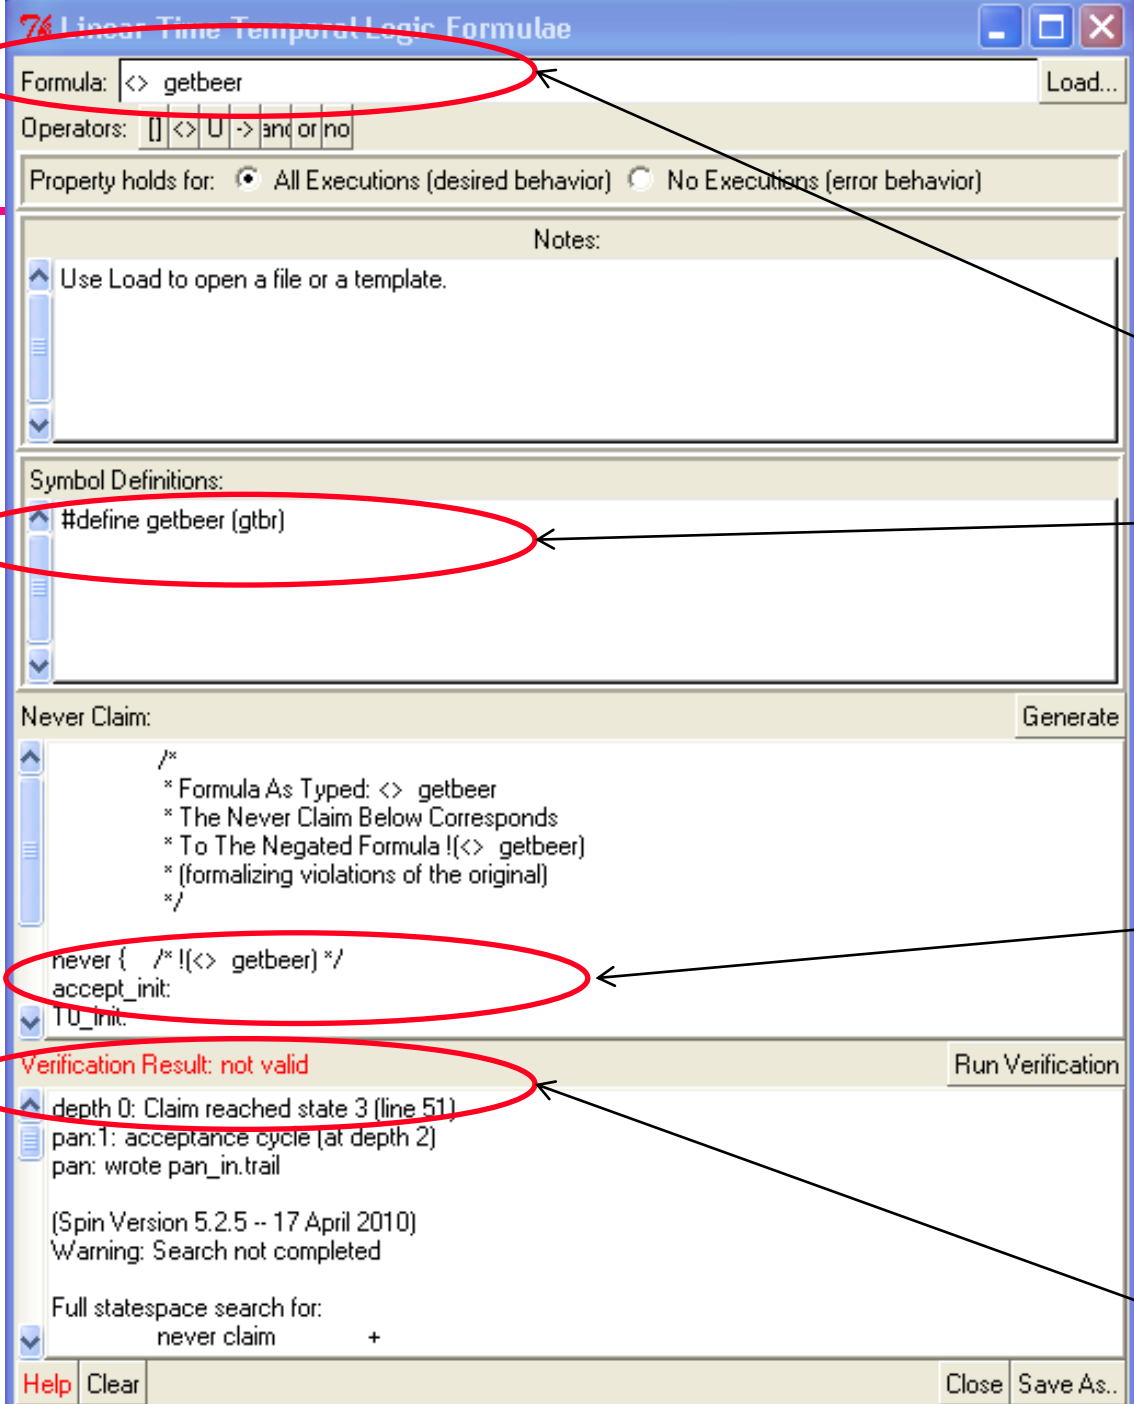 Linear Time Temporal Logic Formulae
Formula: <> getbeer Load...
Operators: [] <> U -> and or no
Property holds for: All Executions (desired behavior) No Executions (error behavior)
Notes:
Use Load to open a file or a template.
Symbol Definitions:
#define getbeer (gtbr)
Never Claim: Generate
/*
* Formula As Typed: <> getbeer
* The Never Claim Below Corresponds
* To The Negated Formula !(<> getbeer)
* (formalizing violations of the original)
*/
never { /* !(<> getbeer) */
accept_init:
T0_init:
Verification Result: not valid Run Verification
depth 0: Claim reached state 3 (line 51)
pan:1: acceptance cycle (at depth 2)
pan: wrote pan_in.trail
(Spin Version 5.2.5 -- 17 April 2010)
Warning: Search not completed
Full statespace search for:
never claim +
Help Clear Close Save As..